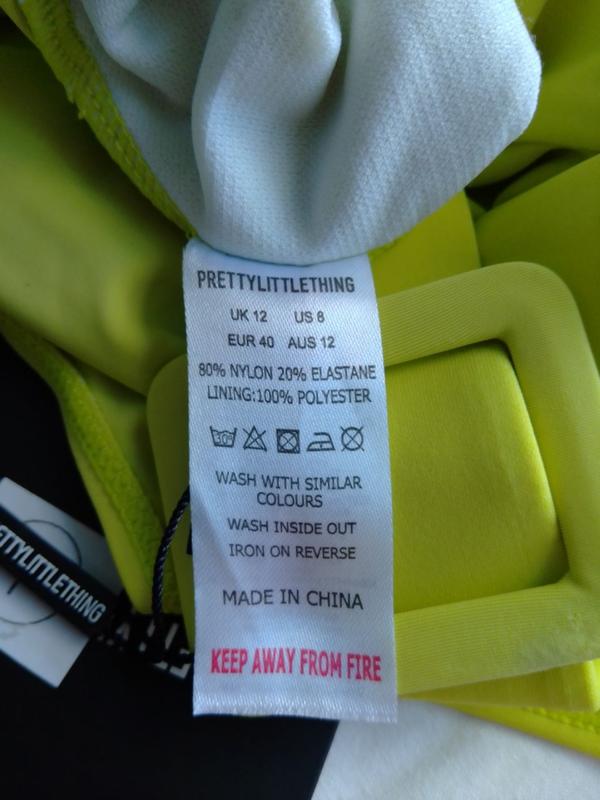 PRETTYLITTLETHING
UK 12 US 8
EUR 40 AUS 12
80% NYLON 20% ELASTANE
LINING:100% POLYESTER
30°
WASH WITH SIMILAR
COLOURS
WASH INSIDE OUT
IRON ON REVERSE
MADE IN CHINA
KEEP AWAY FROM FIRE
ETTYLITTLETHING